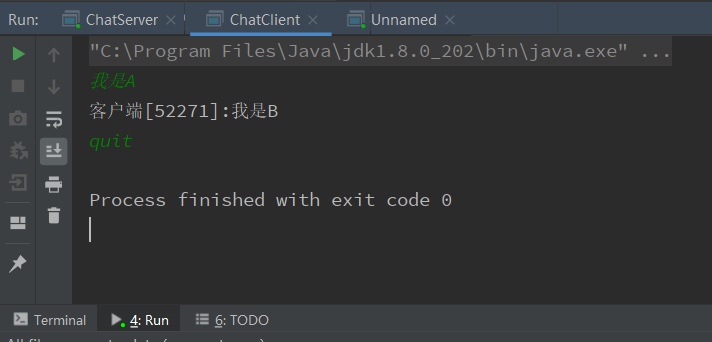 Run: ChatServer ChatClient Unnamed
"C:\Program Files\Java\jdk1.8.0_202\bin\java.exe" ...
我是A
客户端[52271]:我是B
quit
Process finished with exit code 0
Terminal 4: Run 6: TODO